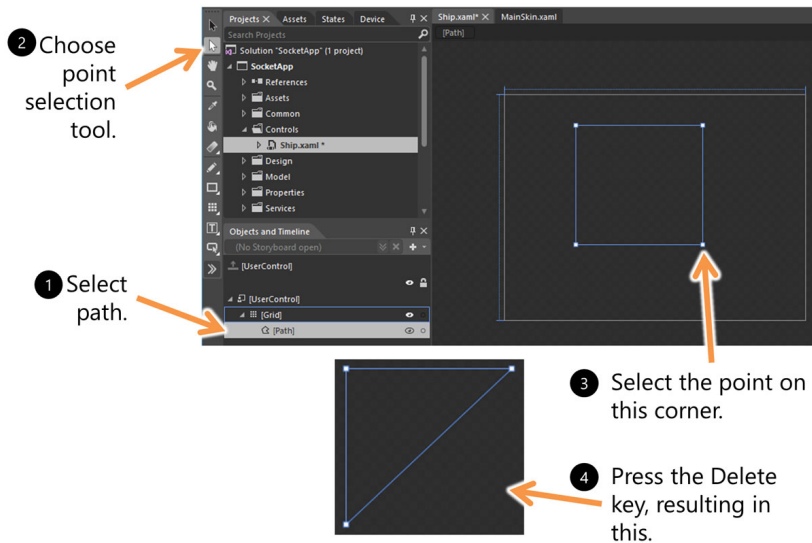 Projects Assets States Device
Search Projects
Solution "SocketApp" (1 project)
SocketApp
References
Assets
Common
Controls
Ship.xaml *
Design
Model
Properties
Services
Objects and Timeline
(No Storyboard open)
[UserControl]
[UserControl]
[Grid]
[Path]
Ship.xaml* MainSkin.xaml
[Path]
2 Choose
point
selection
tool.
1 Select
path.
3 Select the point on
this corner.
4 Press the Delete
key, resulting in
this.